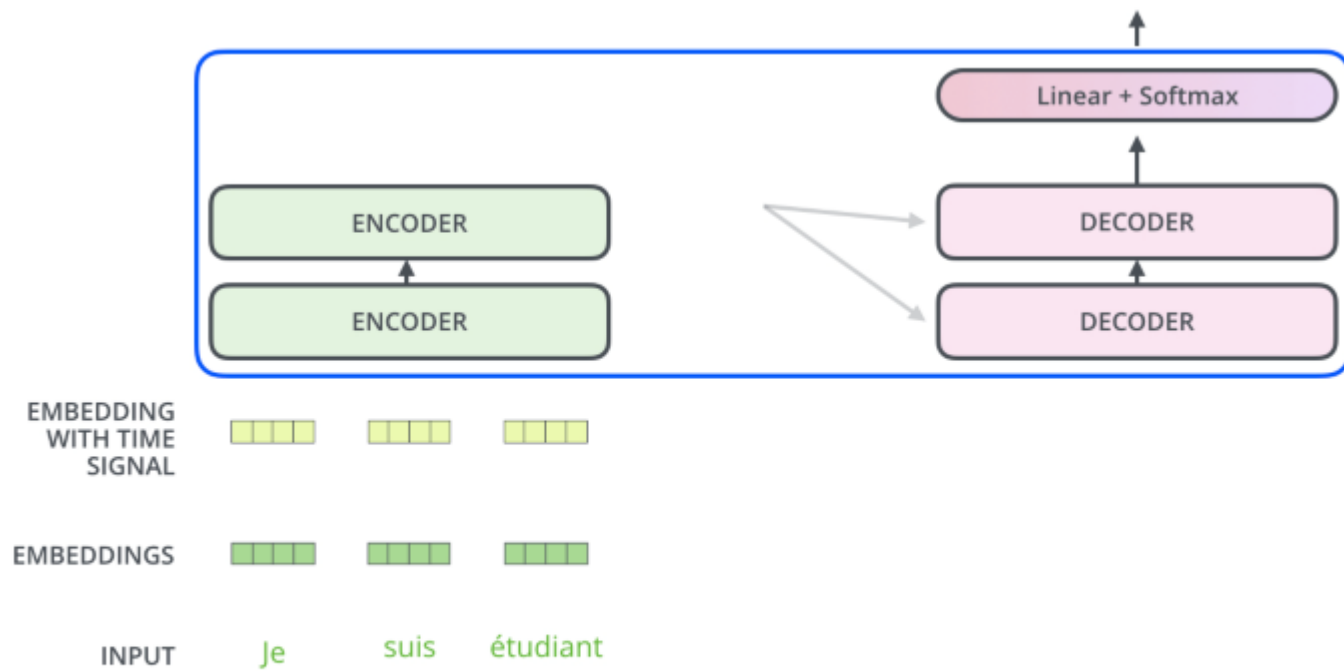 Linear + Softmax
ENCODER
DECODER
ENCODER
DECODER
EMBEDDING
WITH TIME
SIGNAL
EMBEDDINGS
INPUT Je suis étudiant